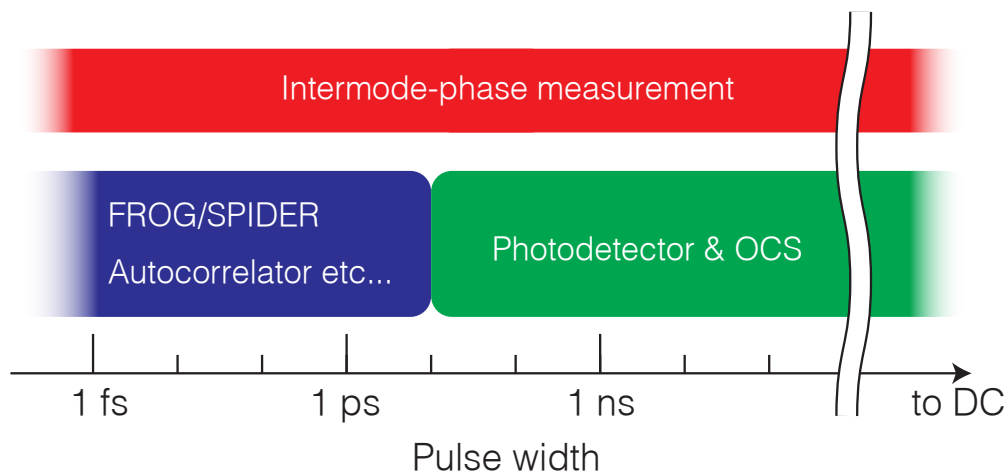 Intermode-phase measurement
FROG/SPIDER
Autocorrelator etc...
Photodetector & OCS
1 fs
1 ps
1 ns
to DC
Pulse width